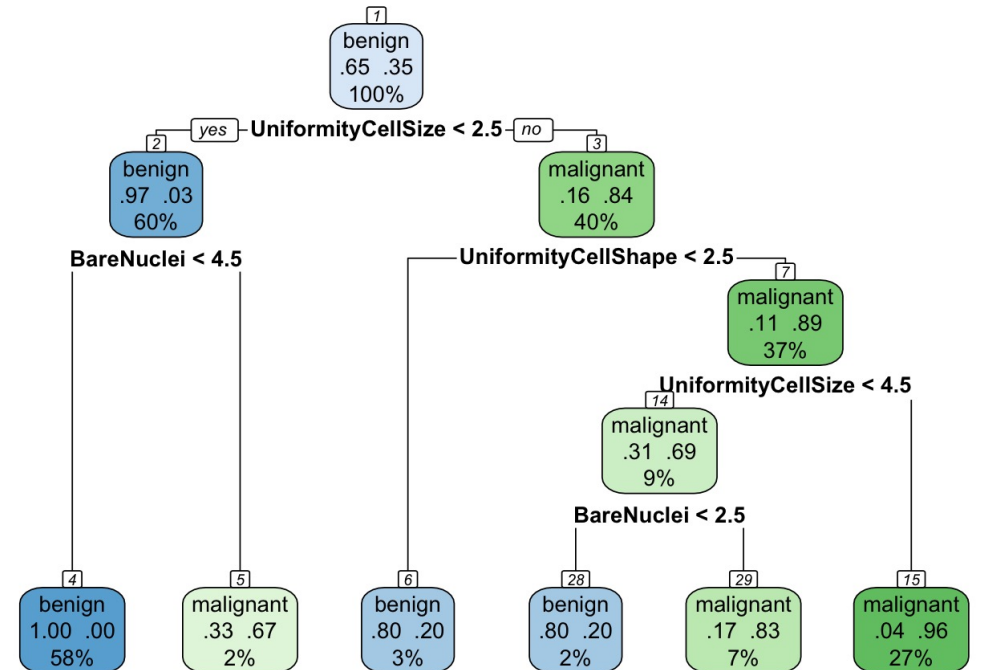 1
benign
.65 .35
100%
yes UniformityCellSize < 2.5 no
2
benign
.97 .03
60%
3
malignant
.16 .84
40%
BareNuclei < 4.5
UniformityCellShape < 2.5
7
malignant
.11 .89
37%
UniformityCellSize < 4.5
14
malignant
.31 .69
9%
BareNuclei < 2.5
4
benign
1.00 .00
58%
5
malignant
.33 .67
2%
6
benign
.80 .20
3%
28
benign
.80 .20
2%
29
malignant
.17 .83
7%
15
malignant
.04 .96
27%